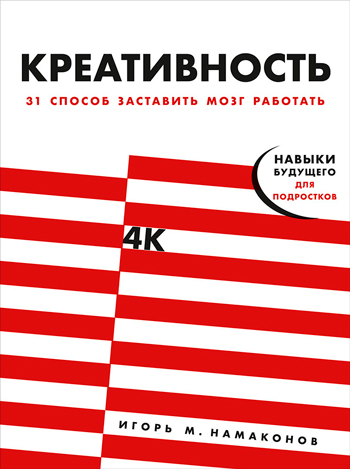 КРЕАТИВНОСТЬ
31 СПОСОБ ЗАСТАВИТЬ МОЗГ РАБОТАТЬ
НАВЫКИ
БУДУЩЕГО
ДЛЯ
ПОДРОСТКОВ
4К
ИГОРЬ М. НАМАКОНОВ